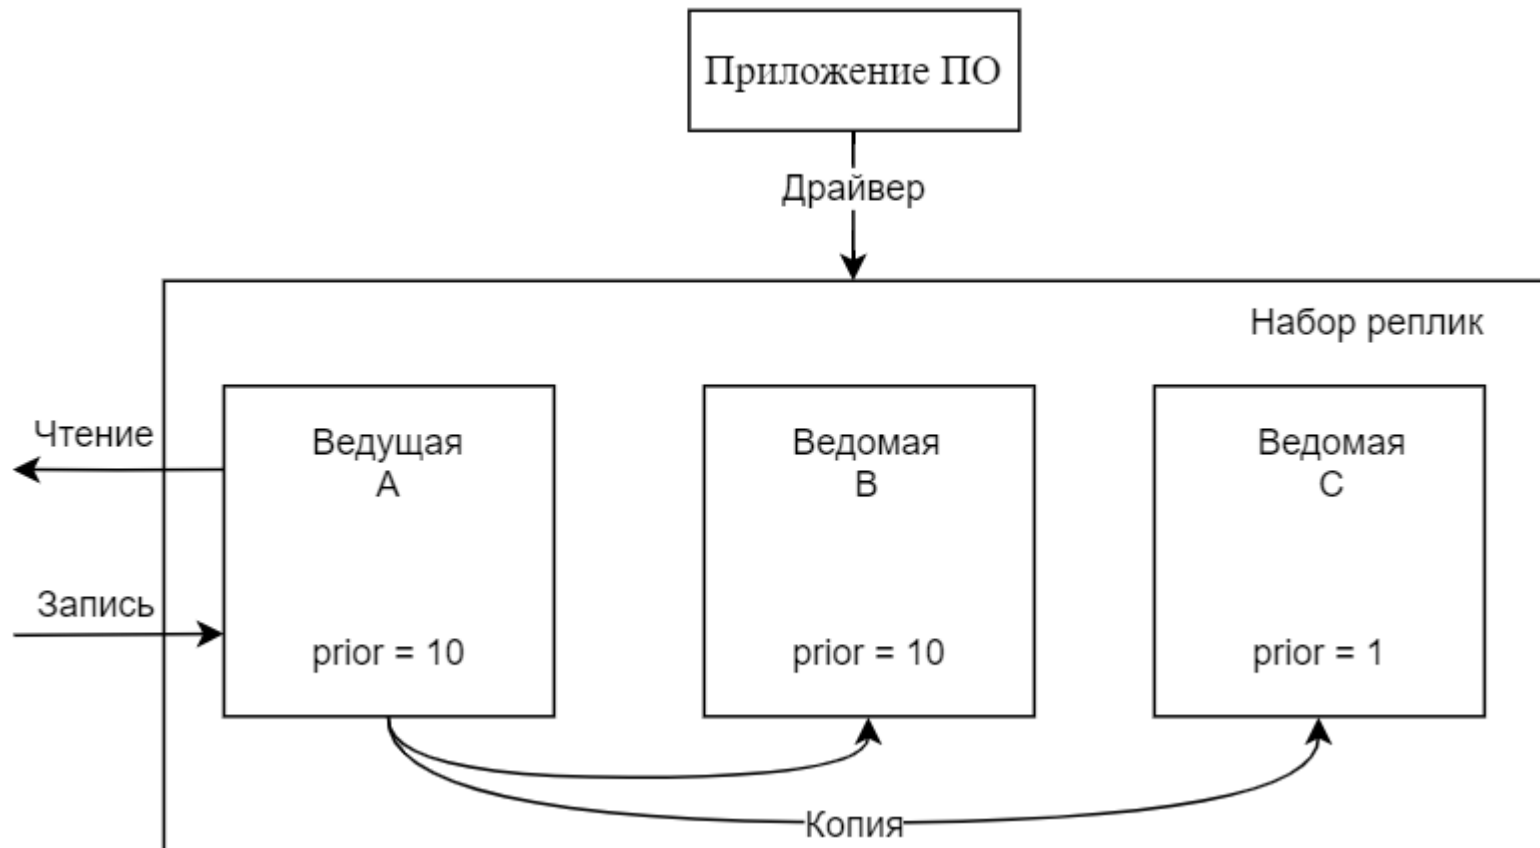 Приложение ПО
Драйвер
Набор реплик
Чтение
Запись
Ведущая
A
prior = 10
Ведомая
B
prior = 10
Ведомая
C
prior = 1
Копия